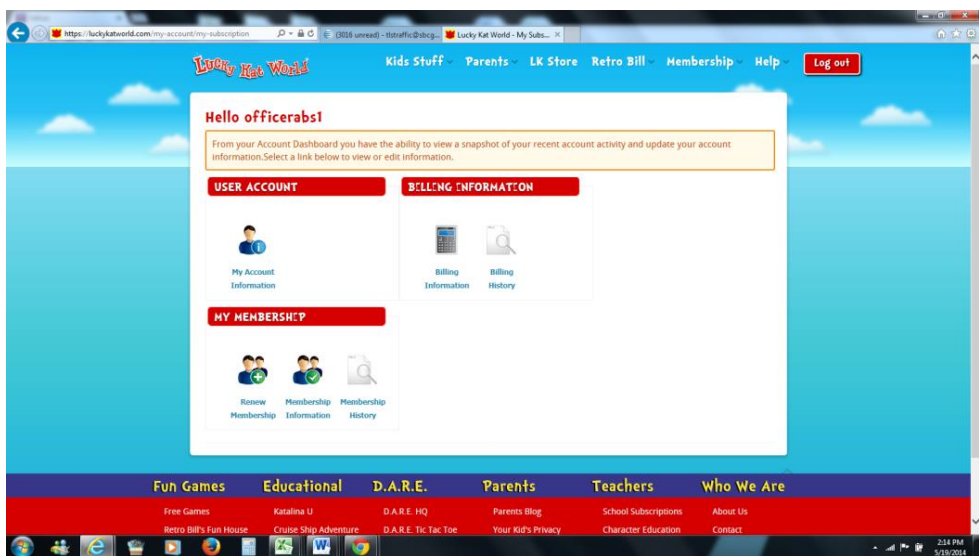 https://luckykatworld.com/my-account/my-subscription
(3016 unread) - tlstraffic@sbcg...
Lucky Kat World - My Subs...
Lucky Kat World
Kids Stuff Parents LK Store Retro Bill Membership Help Log out
Hello officerabs1
From your Account Dashboard you have the ability to view a snapshot of your recent account activity and update your account
information.Select a link below to view or edit information.
USER ACCOUNT
BILLING INFORMATION
My Account
Information
Billing
Information
Billing
History
MY MEMBERSHIP
Renew
Membership
Membership
Information
Membership
History
Fun Games Educational D.A.R.E. Parents Teachers Who We Are
Free Games Katalina U D.A.R.E. HQ Parents Blog School Subscriptions About Us
Retro Bill's Fun House Cruise Ship Adventure D.A.R.E. Tic Tac Toe Your Kid's Privacy Character Education Contact
2:14 PM
5/19/2014